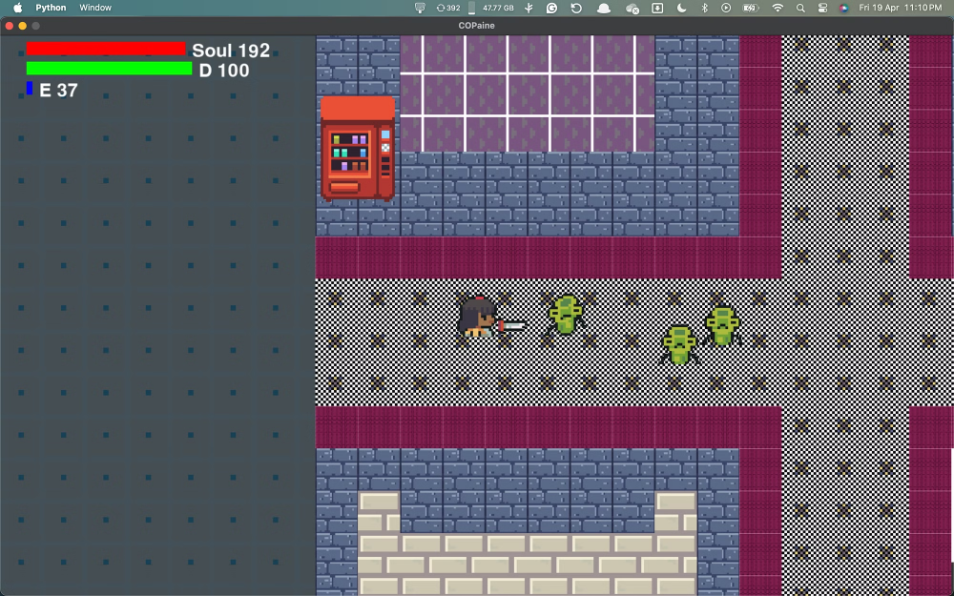 Python Window 392 47.77 GB Fri 19 Apr 11:10 PM
COPaine
Soul 192
D 100
E 37